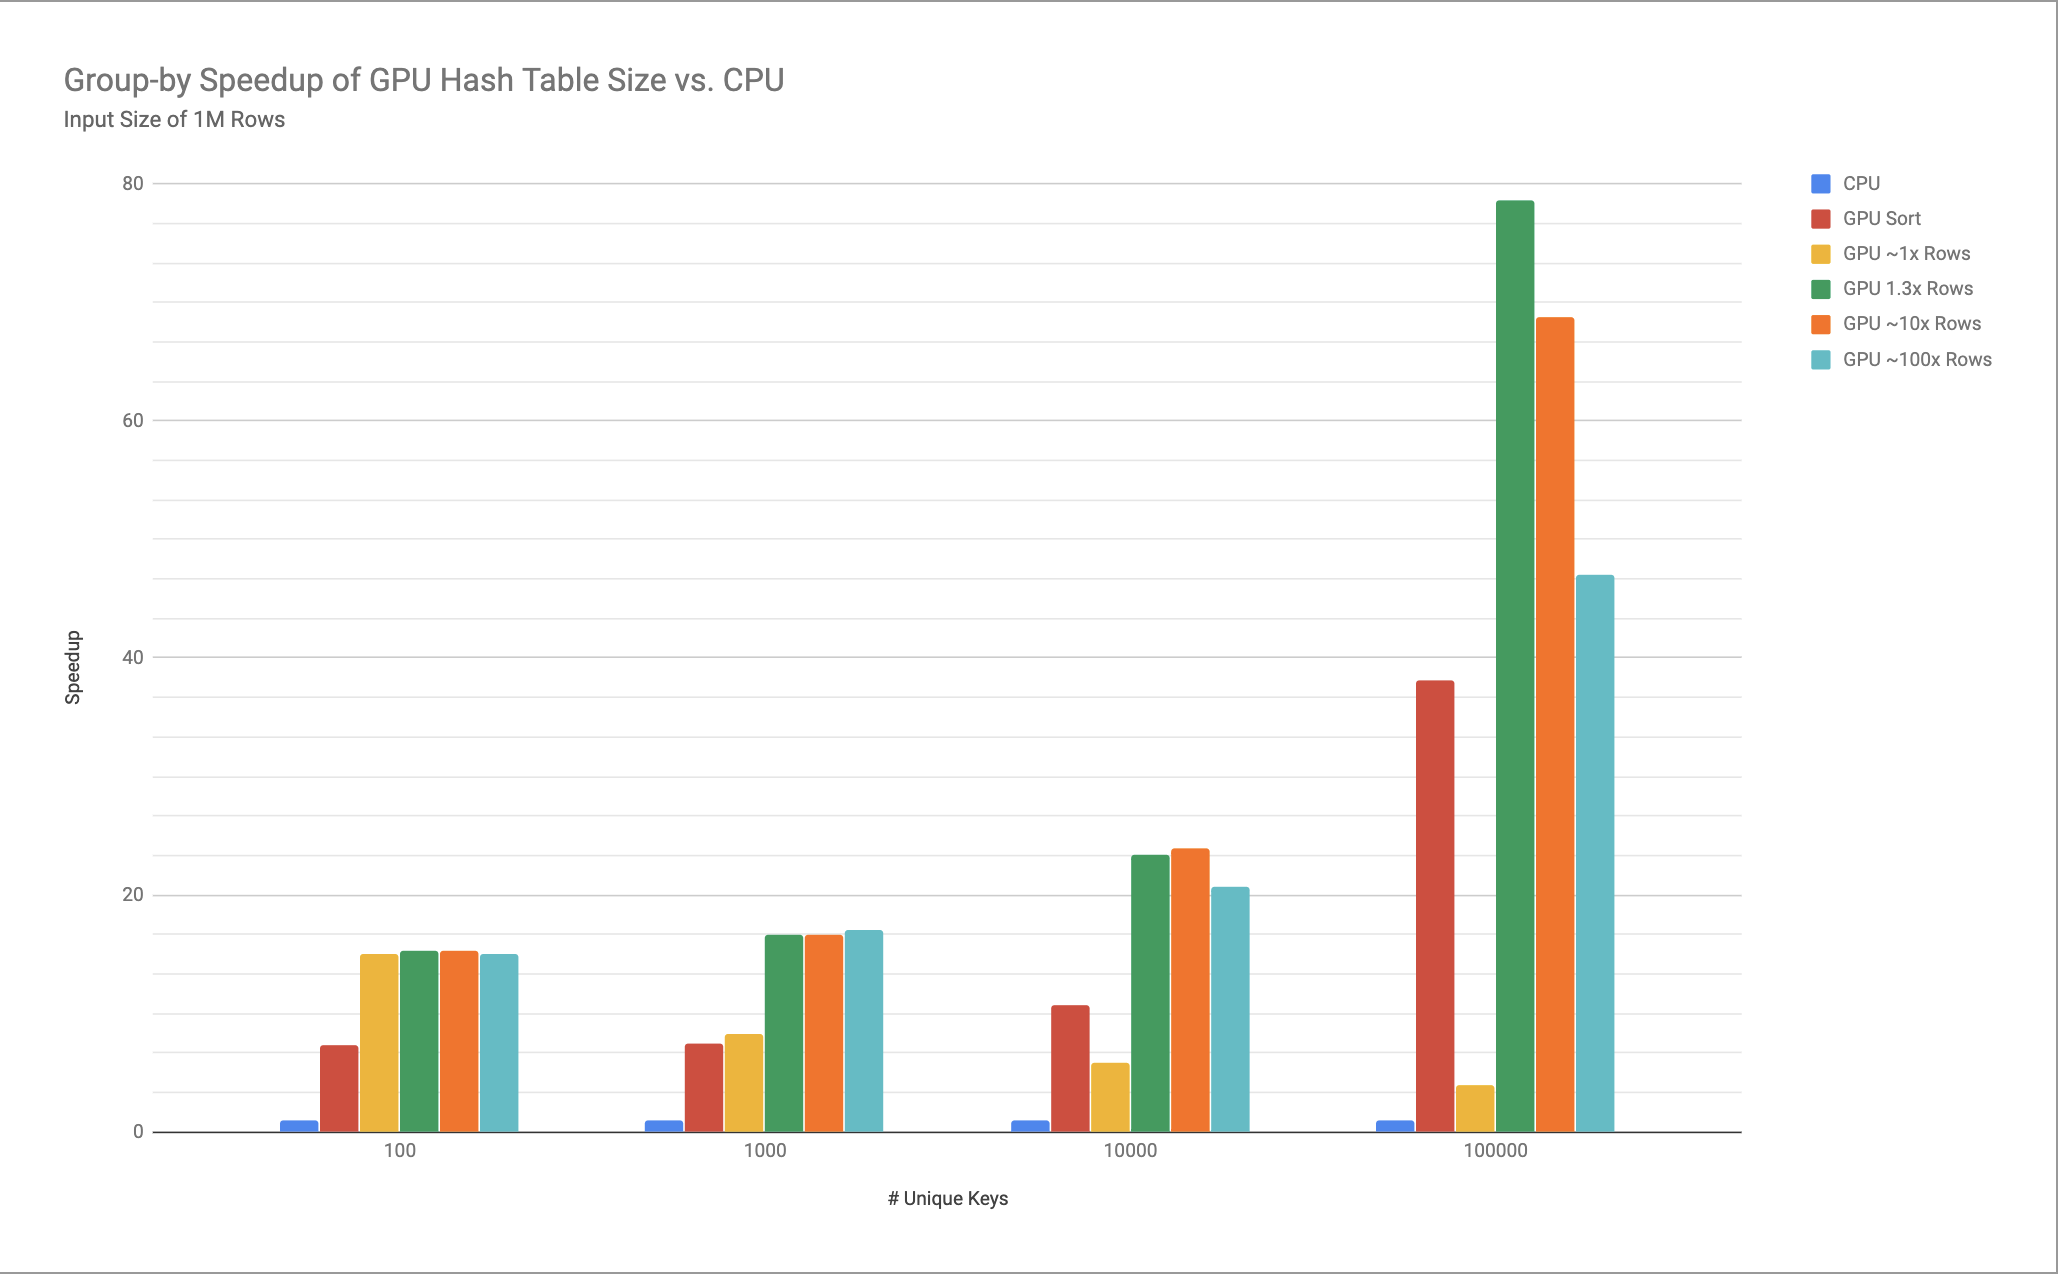 Group-by Speedup of GPU Hash Table Size vs. CPU
Input Size of 1M Rows
80
60
40
20
0
Speedup
100
1000
10000
100000
# Unique Keys
CPU
GPU Sort
GPU ~1x Rows
GPU 1.3x Rows
GPU ~10x Rows
GPU ~100x Rows